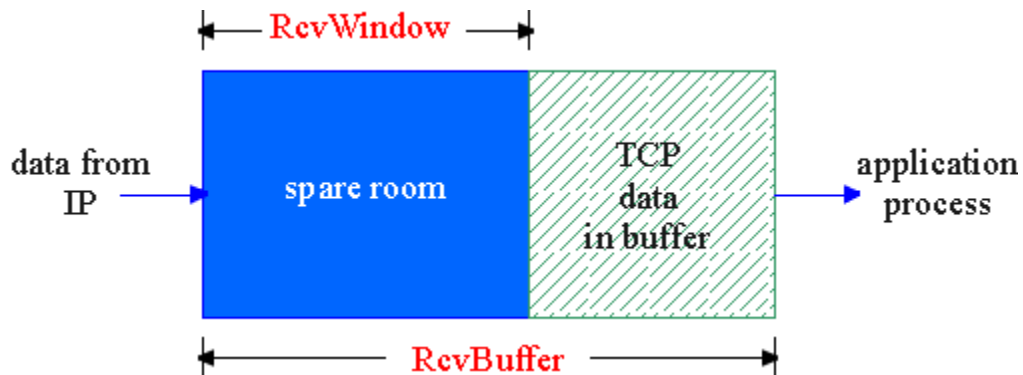 RcvWindow
data from
IP
spare room
TCP
data
in buffer
application
process
RcvBuffer